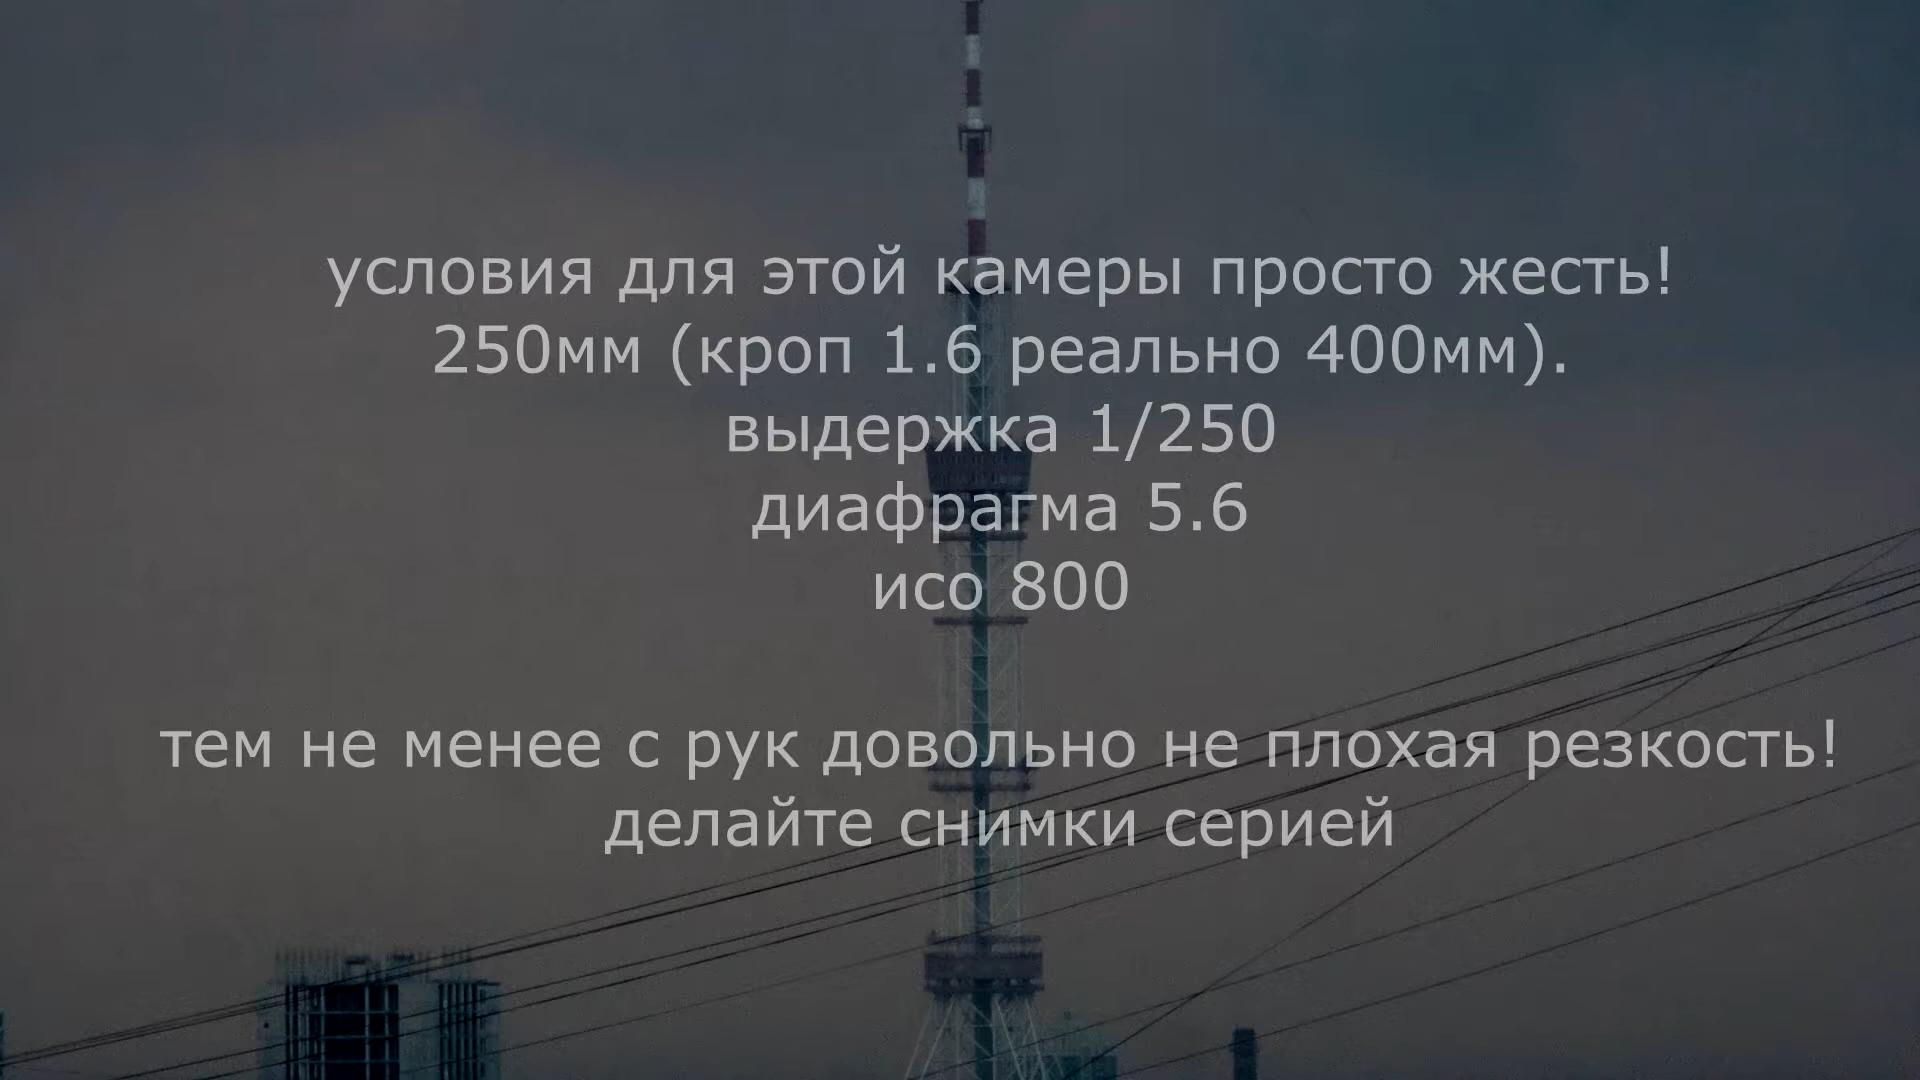 условия для этой камеры просто жесть!
250мм (кроп 1.6 реально 400мм).
выдержка 1/250
диафрагма 5.6
исо 800
тем не менее с рук довольно не плохая резкость!
делайте снимки серией